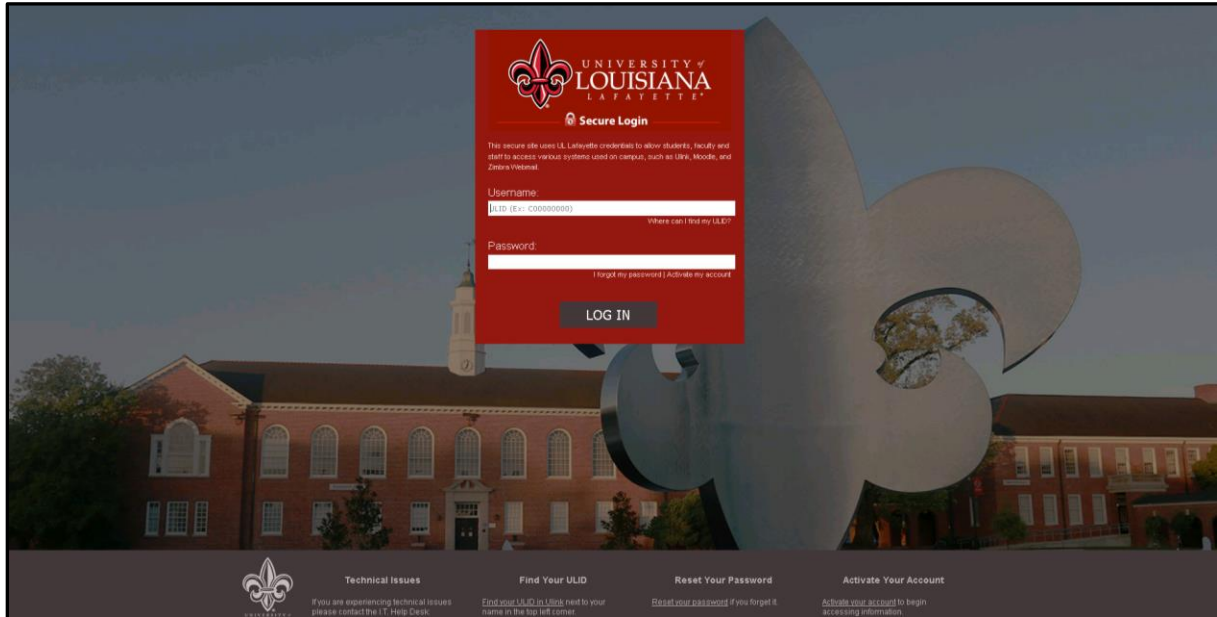 UNIVERSITY of
LOUISIANA
LAFAYETTE®
Secure Login
This secure site uses UL Lafayette credentials to allow students, faculty and
staff to access various systems used on campus, such as Ulink, Moodle, and
Zimbra Webmail.
Username:
ULID (Ex: C00000000)
Where can I find my ULID?
Password:
I forgot my password | Activate my account
LOG IN
UNIVERSITY of
Technical Issues
If you are experiencing technical issues
please contact the I.T. Help Desk:
Find Your ULID
Find your ULID in Ulink next to your
name in the top left corner.
Reset Your Password
Reset your password if you forget it.
Activate Your Account
Activate your account to begin
accessing information.